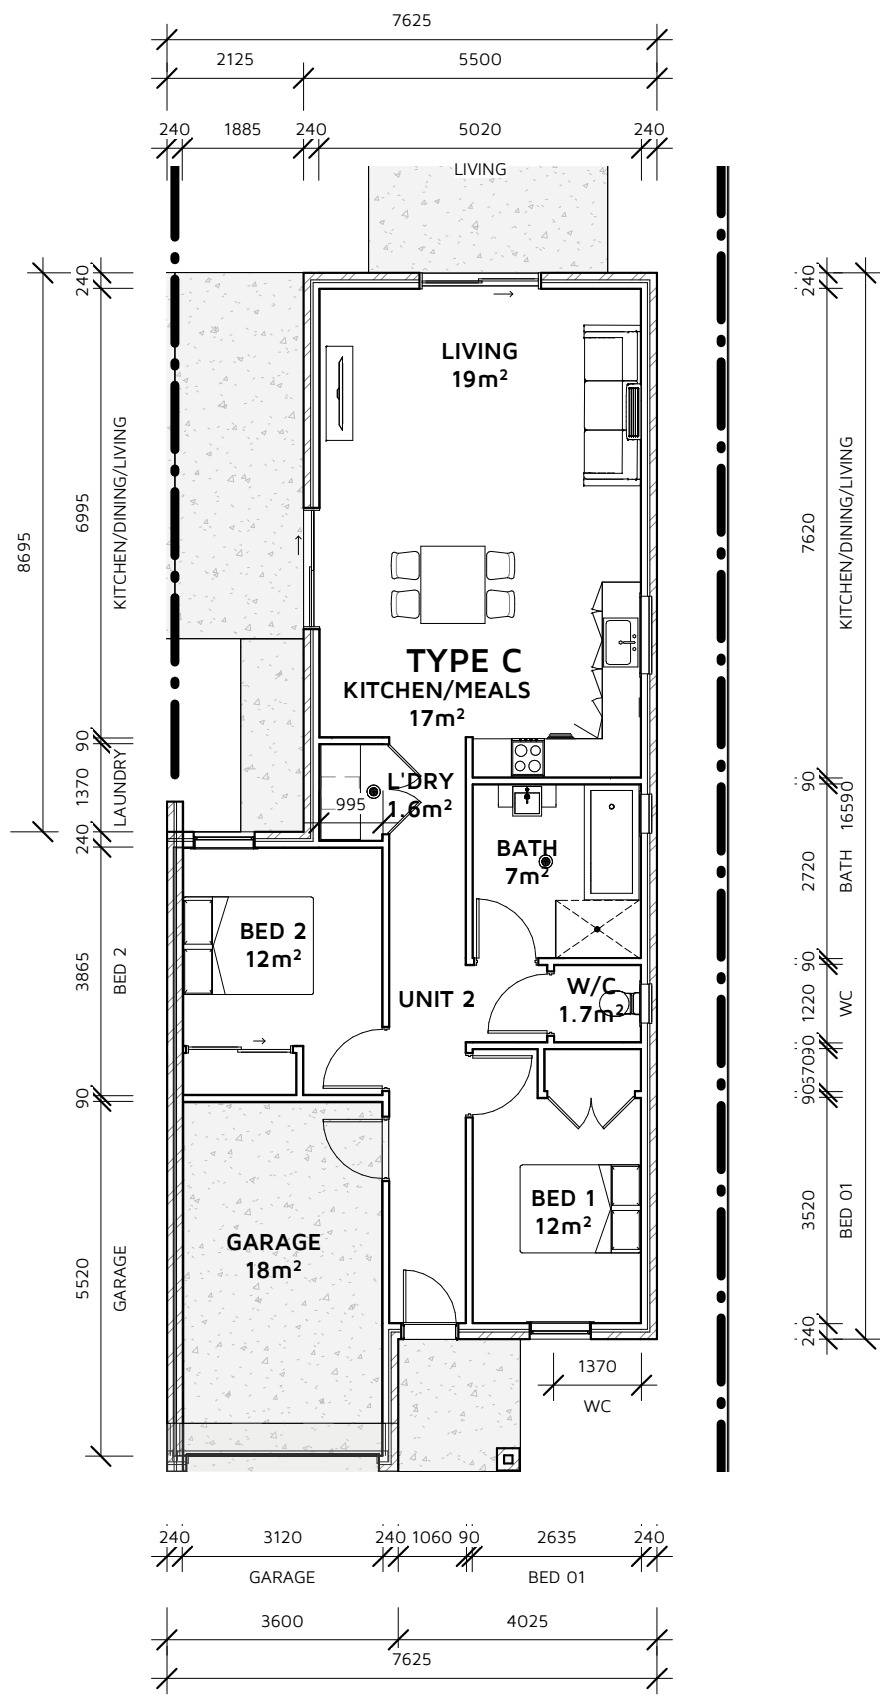 7625
2125 5500
240 1885 240 5020 240
LIVING
240
6995
KITCHEN/DINING/LIVING
8695
90
1370
LAUNDRY
240
3865
BED 2
90
5520
GARAGE
LIVING
19m²
TYPE C
KITCHEN/MEALS
17m²
L'DRY
1.6m²
995
BATH
7m²
BED 2
12m²
UNIT 2
W/C
1.7m²
BED 1
12m²
GARAGE
18m²
1370
WC
240
7620
KITCHEN/DINING/LIVING
90
16590
2720
BATH
90
1220
WC
90
570
90
3520
BED 01
240
240 3120 240 1060 90 2635 240
GARAGE BED 01
3600 4025
7625